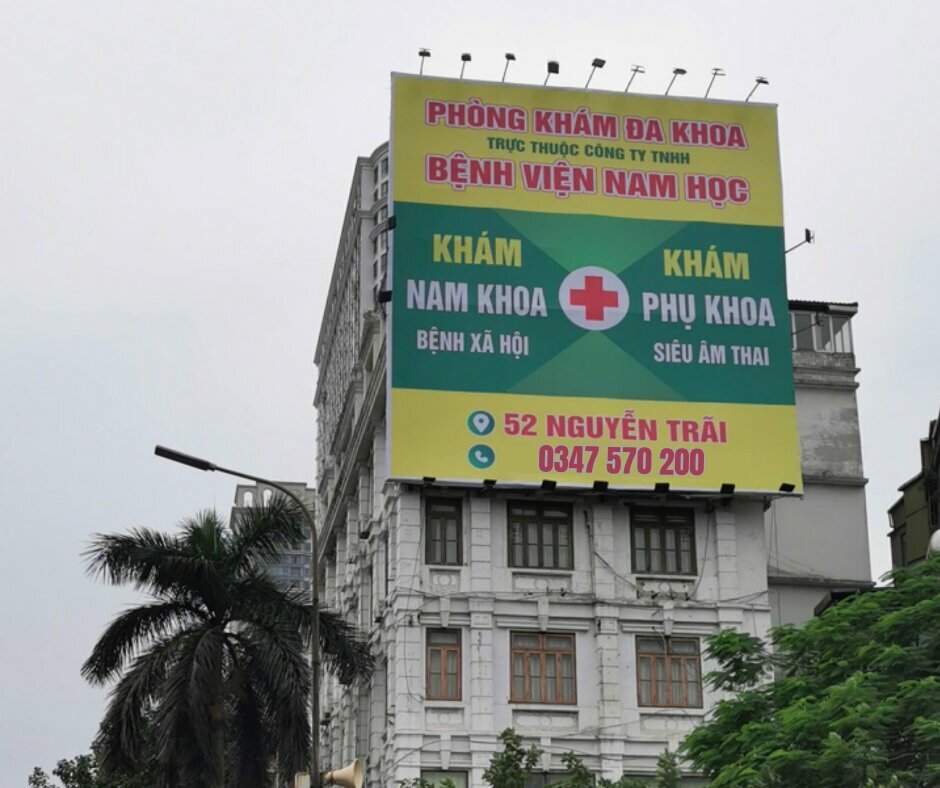 PHÒNG KHÁM ĐA KHOA
TRỰC THUỘC CÔNG TY TNHH
BỆNH VIỆN NAM HỌC
KHÁM
NAM KHOA
BỆNH XÃ HỘI
KHÁM
PHỤ KHOA
SIÊU ÂM THAI
52 NGUYỄN TRÃI
0347 570 200